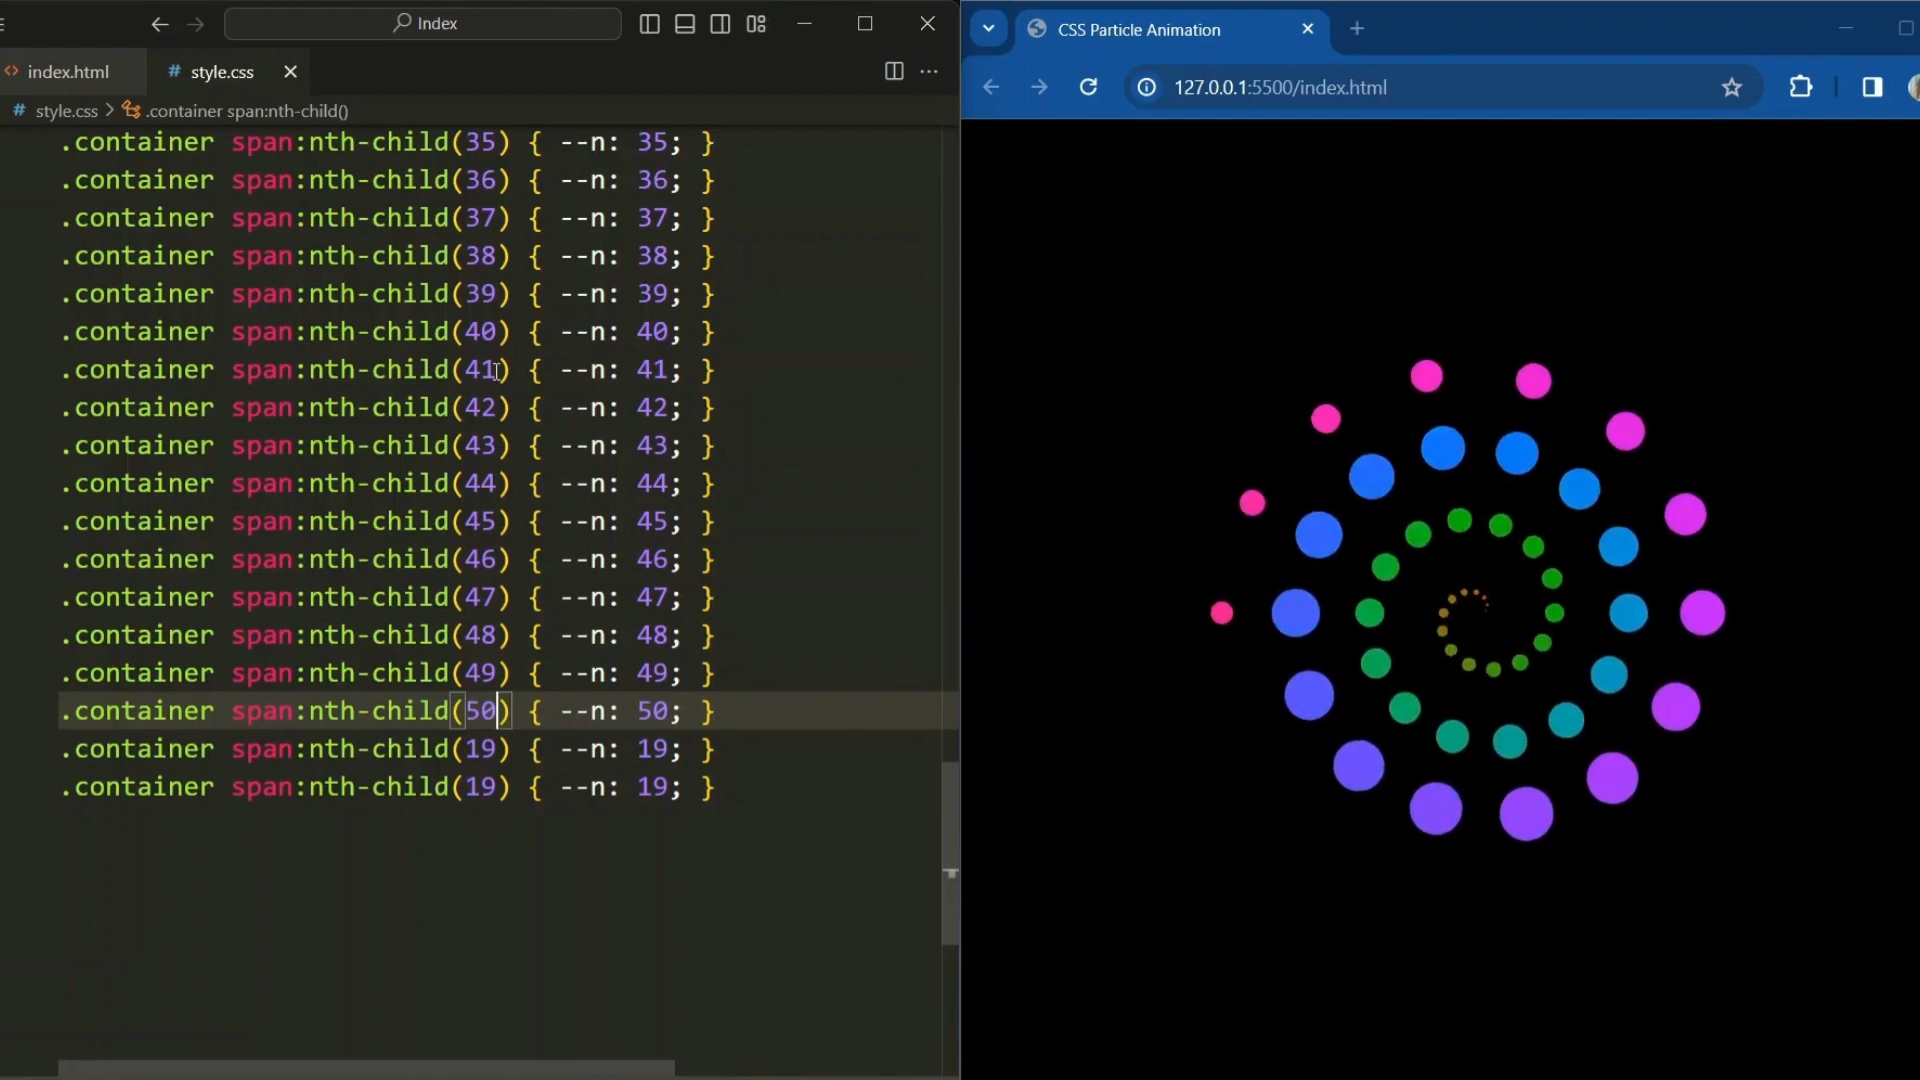 Index
index.html
style.css
style.css > .container span:nth-child()
.container span:nth-child(35) { --n: 35; }
.container span:nth-child(36) { --n: 36; }
.container span:nth-child(37) { --n: 37; }
.container span:nth-child(38) { --n: 38; }
.container span:nth-child(39) { --n: 39; }
.container span:nth-child(40) { --n: 40; }
.container span:nth-child(41) { --n: 41; }
.container span:nth-child(42) { --n: 42; }
.container span:nth-child(43) { --n: 43; }
.container span:nth-child(44) { --n: 44; }
.container span:nth-child(45) { --n: 45; }
.container span:nth-child(46) { --n: 46; }
.container span:nth-child(47) { --n: 47; }
.container span:nth-child(48) { --n: 48; }
.container span:nth-child(49) { --n: 49; }
.container span:nth-child(50) { --n: 50; }
.container span:nth-child(19) { --n: 19; }
.container span:nth-child(19) { --n: 19; }
CSS Particle Animation
127.0.0.1:5500/index.html